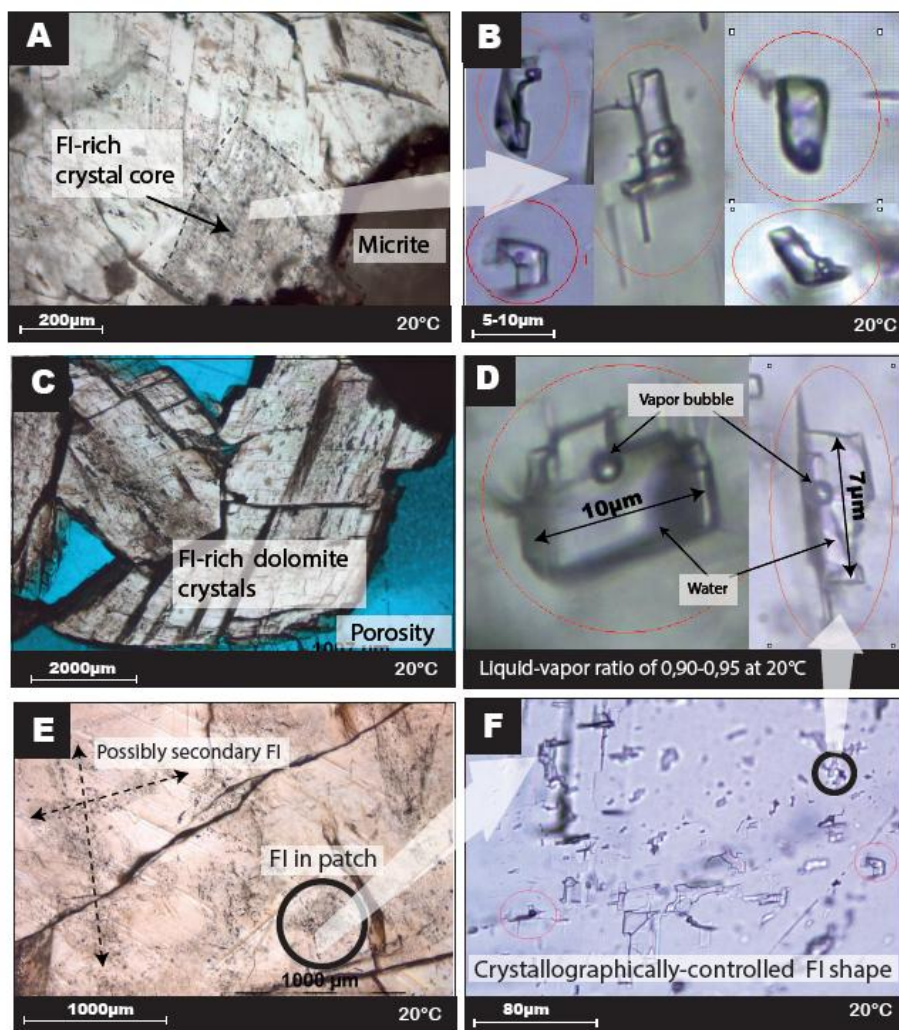 A
FI-rich
crystal core
Micrite
200µm
20°C
B
1
1
5-10µm
20°C
C
FI-rich dolomite
crystals
Porosity
2000µm
20°C
D
Vapor bubble
10µm
7µm
Water
Liquid-vapor ratio of 0,90-0,95 at 20°C
E
Possibly secondary FI
FI in patch
1000 µm
1000µm
20°C
F
Crystallographically-controlled FI shape
80µm
20°C